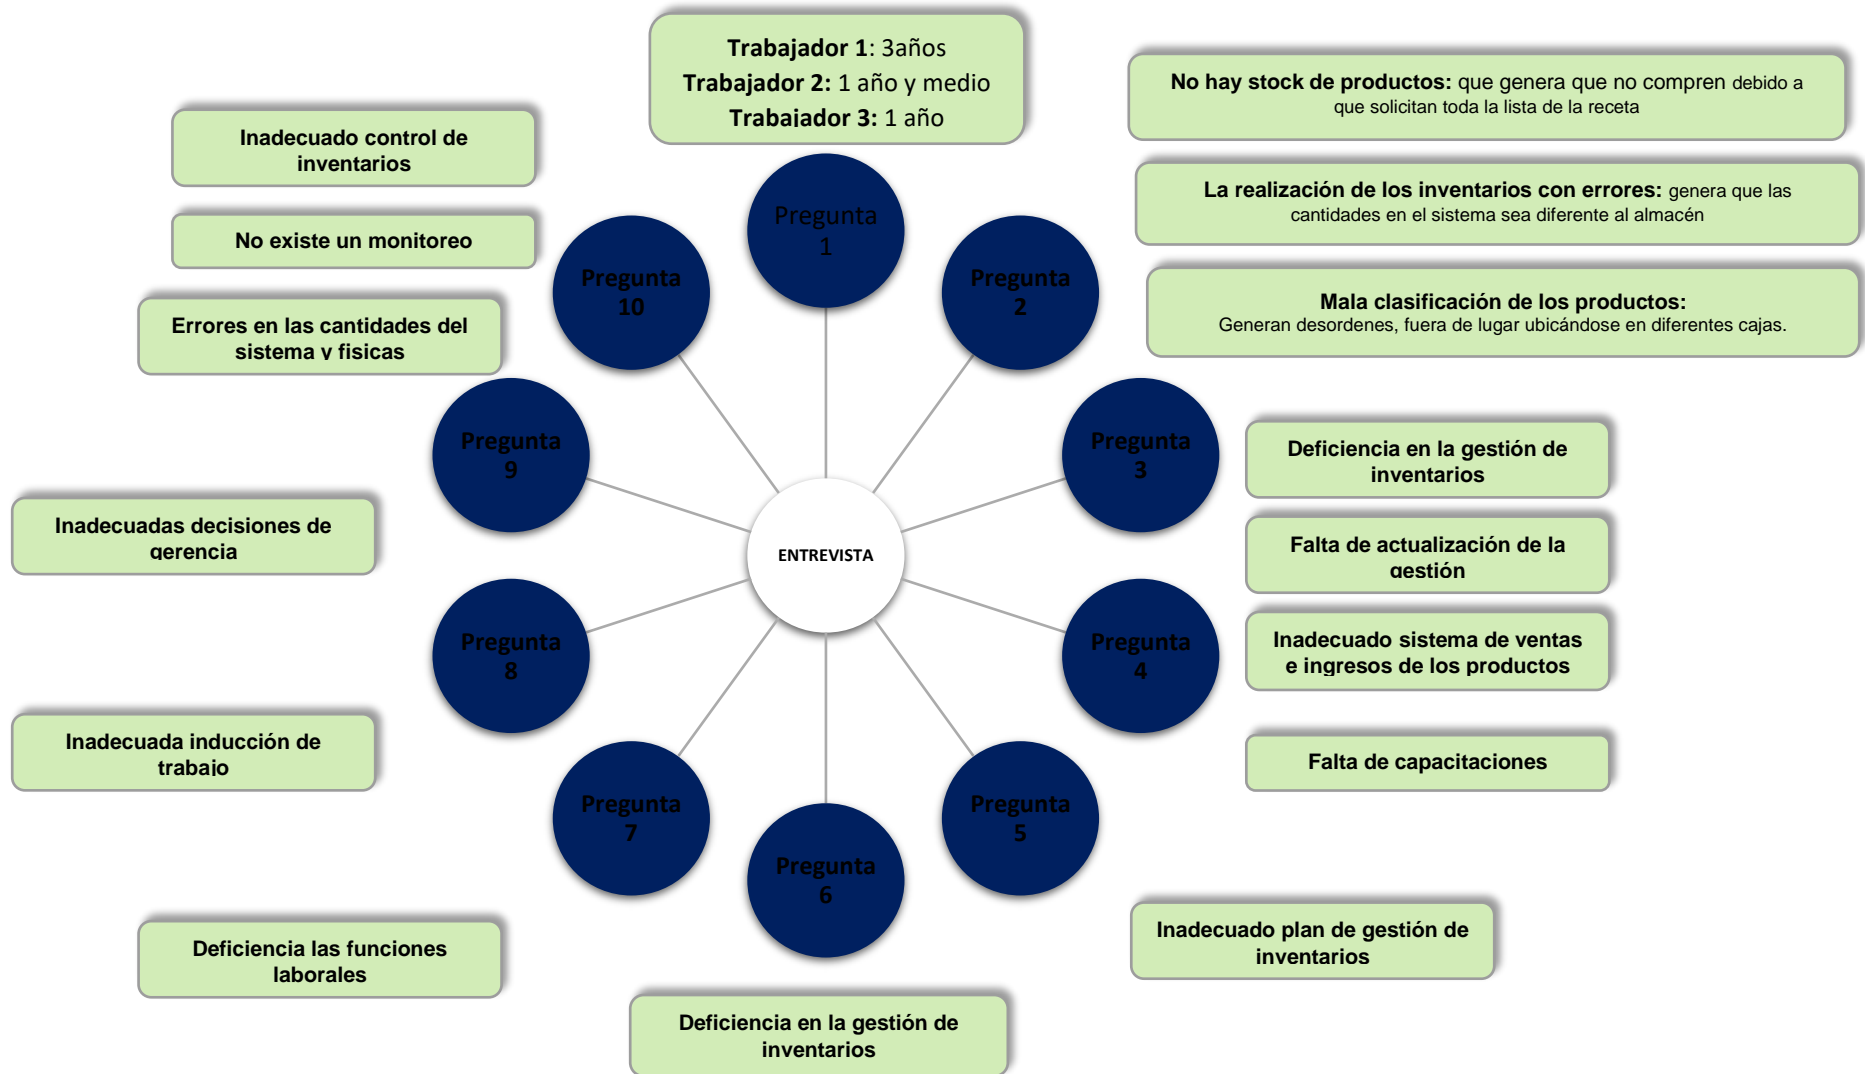 Trabajador 1: 3años
Trabajador 2: 1 año y medio
Trabajador 3: 1 año
No hay stock de productos: que genera que no compren debido a
que solicitan toda la lista de la receta
La realización de los inventarios con errores: genera que las
cantidades en el sistema sea diferente al almacén
Mala clasificación de los productos:
Generan desordenes, fuera de lugar ubicándose en diferentes cajas.
Inadecuado control de
inventarios
No existe un monitoreo
Errores en las cantidades del
sistema y fisicas
Pregunta
1
Pregunta
2
Pregunta
3
Pregunta
4
Pregunta
5
Pregunta
6
Pregunta
7
Pregunta
8
Pregunta
9
Pregunta
10
ENTREVISTA
Deficiencia en la gestión de
inventarios
Falta de actualización de la
gestión
Inadecuado sistema de ventas
e ingresos de los productos
Falta de capacitaciones
Inadecuado plan de gestión de
inventarios
Deficiencia en la gestión de
inventarios
Deficiencia las funciones
laborales
Inadecuada inducción de
trabajo
Inadecuadas decisiones de
gerencia